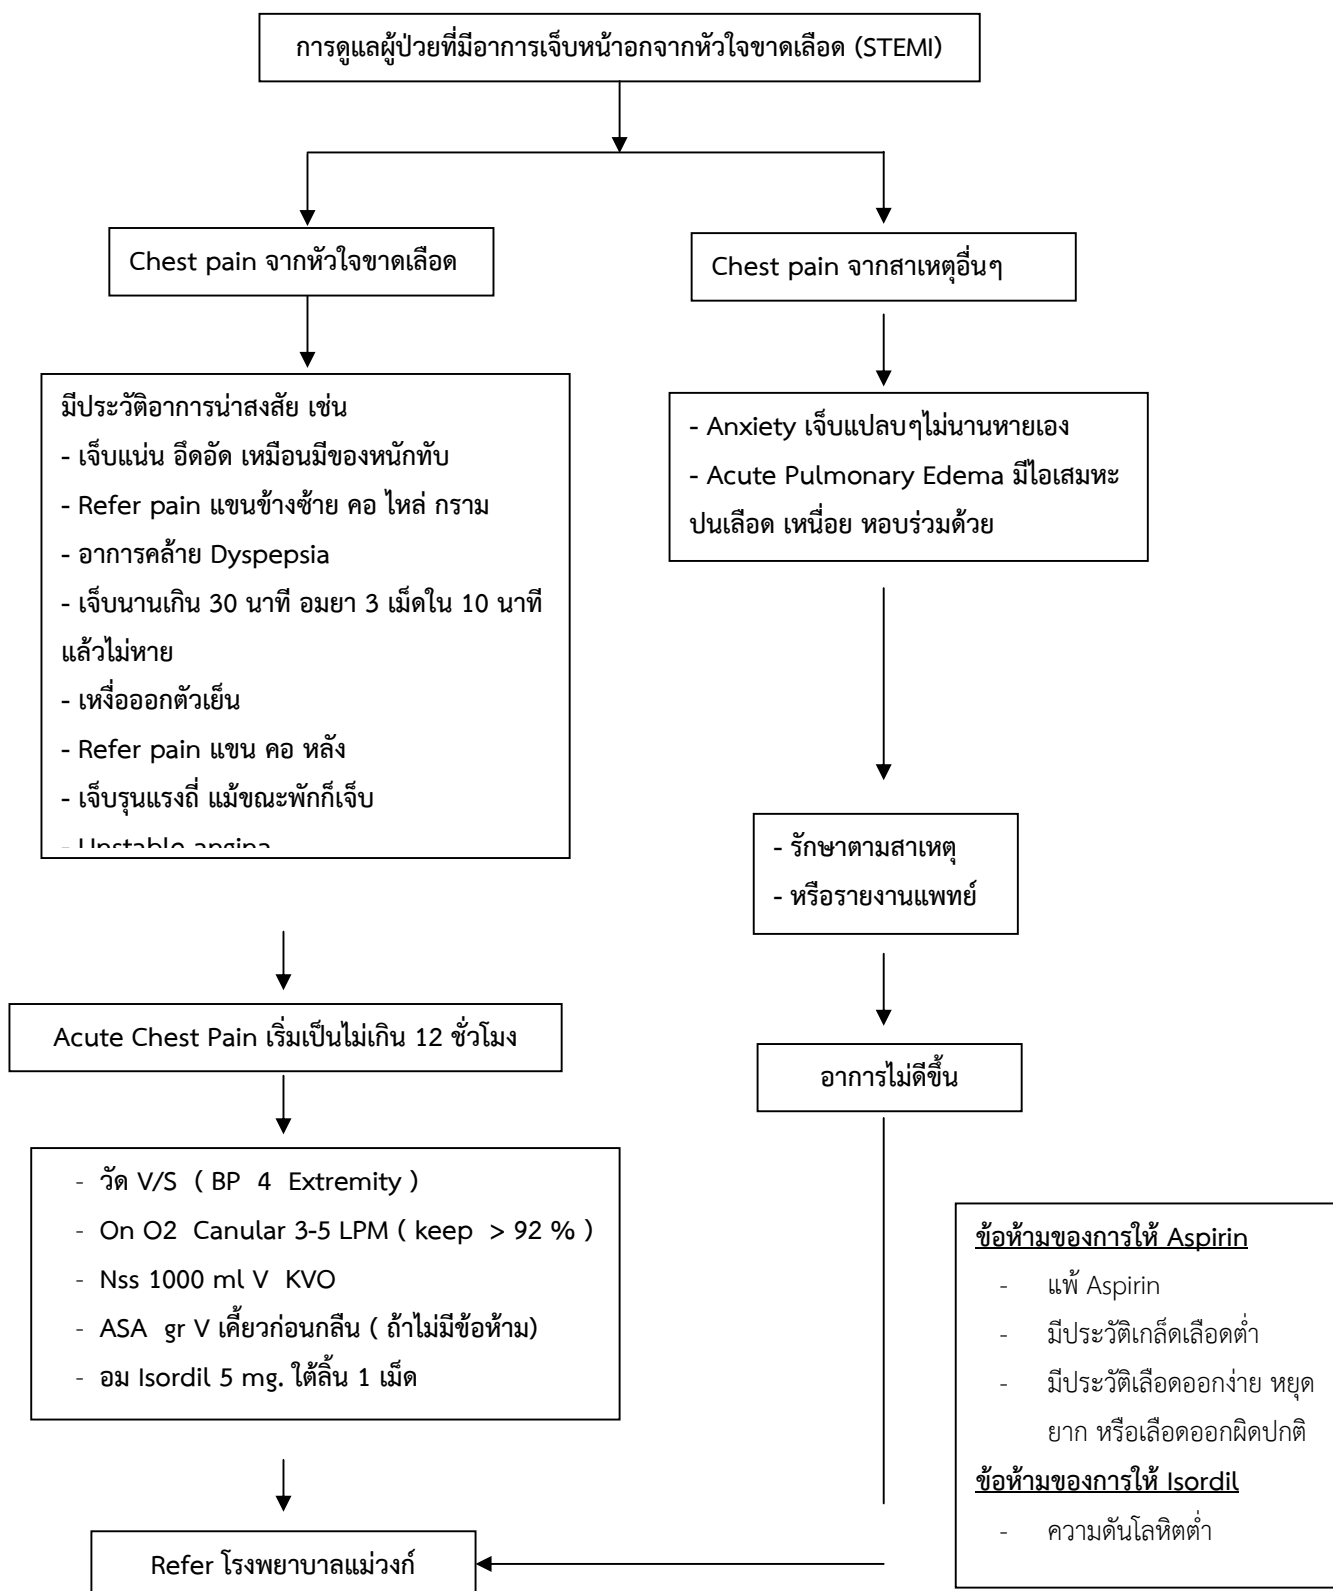 การดูแลผู้ป่วยที่มีอาการเจ็บหน้าอกจากหัวใจขาดเลือด (STEMI)
Chest pain จากหัวใจขาดเลือด
Chest pain จากสาเหตุอื่นๆ
มีประวัติอาการน่าสงสัย เช่น
- เจ็บแน่น อึดอัด เหมือนมีของหนักทับ
- Refer pain แขนข้างซ้าย คอ ไหล่ กราม
- อาการคล้าย Dyspepsia
- เจ็บนานเกิน 30 นาที อมยา 3 เม็ดใน 10 นาที
แล้วไม่หาย
- เหงื่อออกตัวเย็น
- Refer pain แขน คอ หลัง
- เจ็บรุนแรงถี่ แม้ขณะพักก็เจ็บ
- Unstable angina
- Anxiety เจ็บแปลบๆไม่นานหายเอง
- Acute Pulmonary Edema มีไอเสมหะ
ปนเลือด เหนื่อย หอบร่วมด้วย
- รักษาตามสาเหตุ
- หรือรายงานแพทย์
Acute Chest Pain เริ่มเป็นไม่เกิน 12 ชั่วโมง
อาการไม่ดีขึ้น
- วัด V/S ( BP 4 Extremity )
- On O2 Canular 3-5 LPM ( keep > 92 % )
- Nss 1000 ml V KVO
- ASA gr V เคี้ยวก่อนกลืน ( ถ้าไม่มีข้อห้าม)
- อม Isordil 5 mg. ใต้ลิ้น 1 เม็ด
ข้อห้ามของการให้ Aspirin
- แพ้ Aspirin
- มีประวัติเกล็ดเลือดต่ำ
- มีประวัติเลือดออกง่าย หยุด
ยาก หรือเลือดออกผิดปกติ
ข้อห้ามของการให้ Isordil
- ความดันโลหิตต่ำ
Refer โรงพยาบาลแม่วงก์